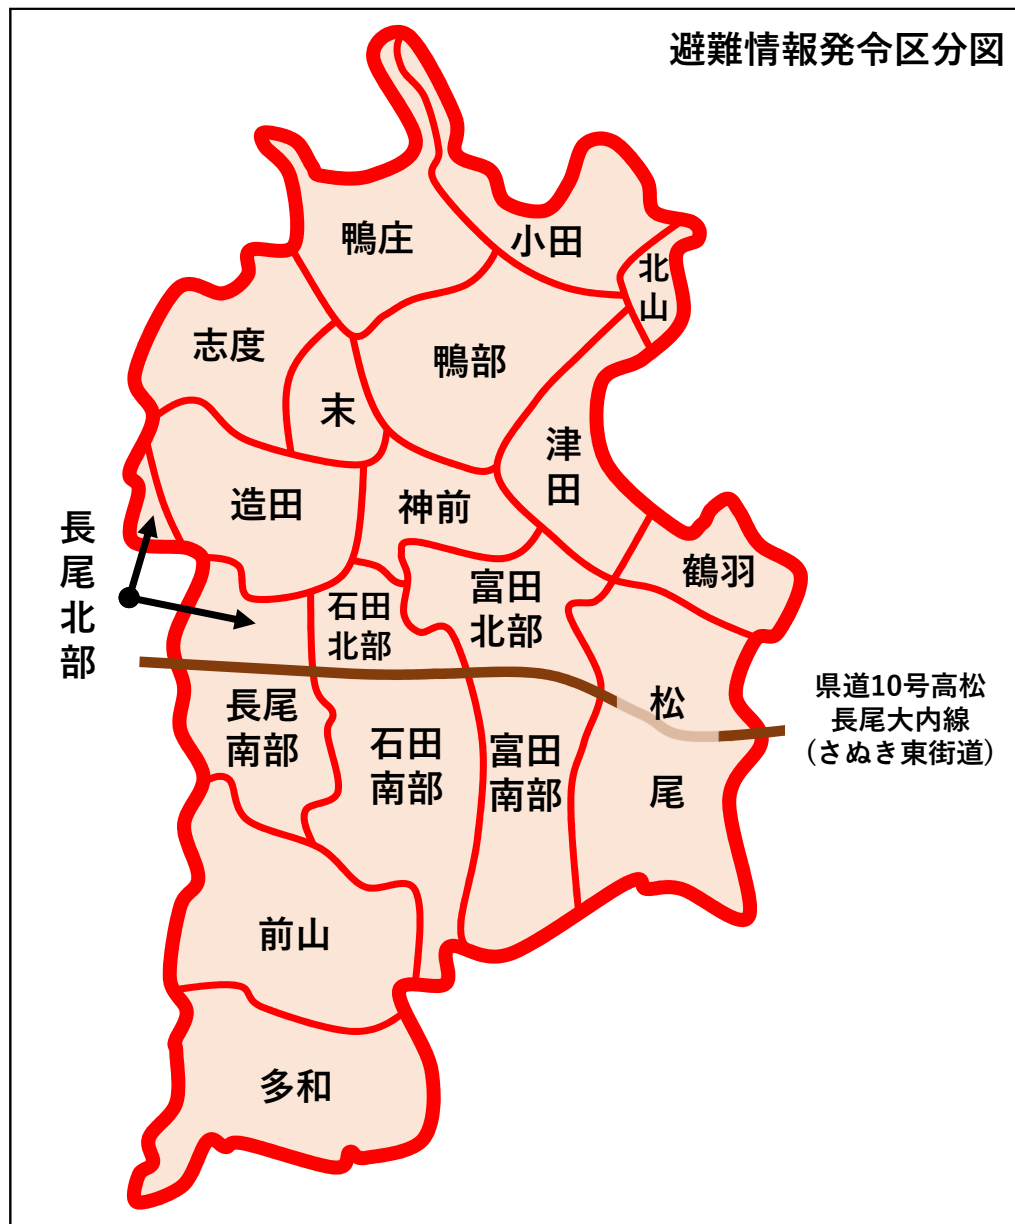 避難情報発令区分図
鴨庄
小田
北山
志度
鴨部
末
津田
造田
神前
長尾北部
鶴羽
石田
北部
富田
北部
長尾
南部
石田
南部
富田
南部
松尾
県道10号高松
長尾大内線
(さぬき東街道)
前山
多和